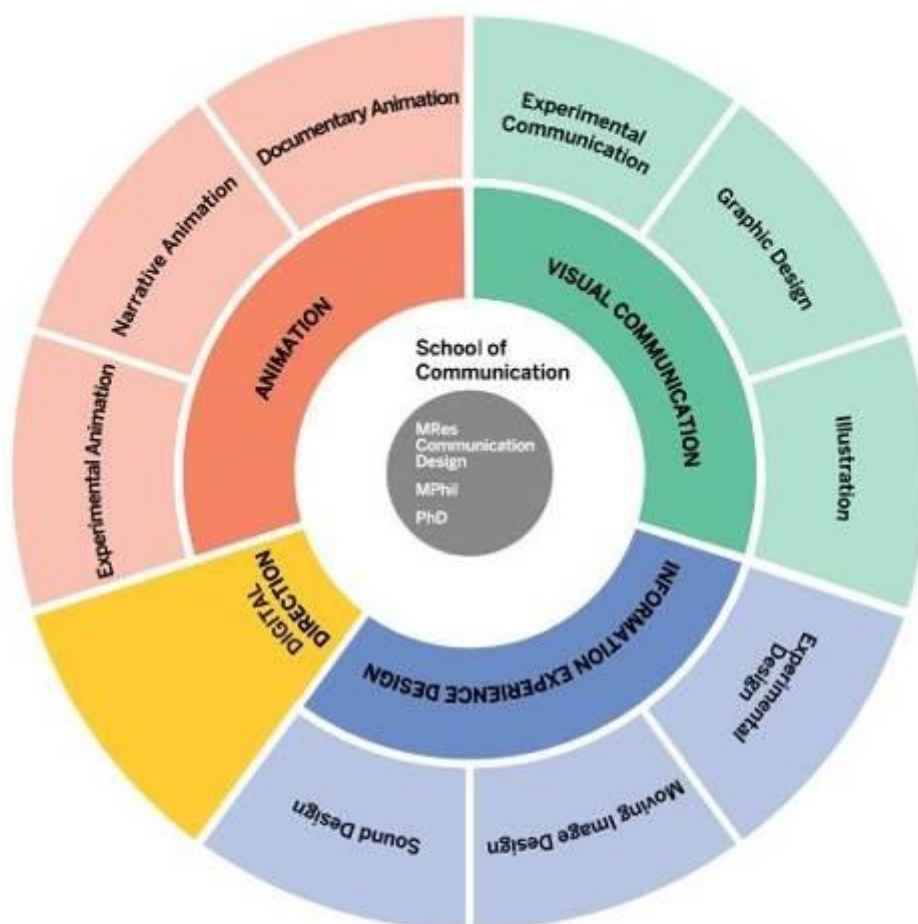 School of
Communication
MRes
Communication
Design
MPhil
PhD
ANIMATION
Documentary Animation
Narrative Animation
Experimental Animation
VISUAL COMMUNICATION
Experimental
Communication
Graphic Design
Illustration
INFORMATION EXPERIENCE DESIGN
Experimental
Design
Moving Image Design
Sound Design
DIGITAL
DIRECTION